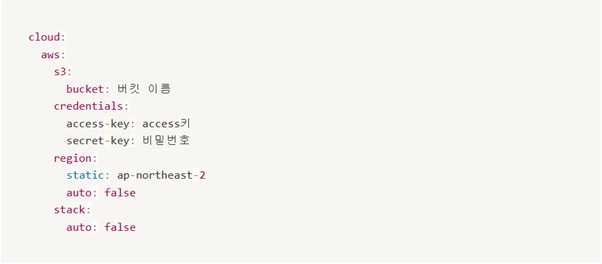 cloud:
  aws:
    s3:
      bucket: 버킷 이름
    credentials:
      access-key: access키
      secret-key: 비밀번호
    region:
      static: ap-northeast-2
      auto: false
    stack:
      auto: false